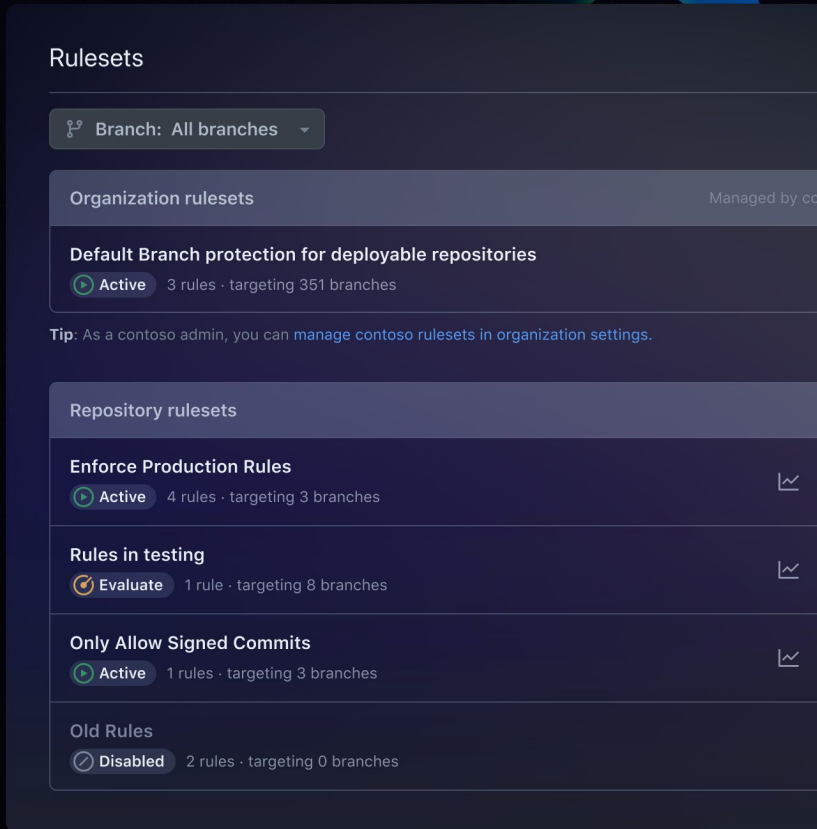 Rulesets
Branch: All branches
Organization rulesets Managed by
Default Branch protection for deployable repositories
Active 3 rules · targeting 351 branches
Tip: As a contoso admin, you can manage contoso rulesets in organization settings.
Repository rulesets
Enforce Production Rules
Active 4 rules · targeting 3 branches
Rules in testing
Evaluate 1 rule · targeting 8 branches
Only Allow Signed Commits
Active 1 rules · targeting 3 branches
Old Rules
Disabled 2 rules · targeting 0 branches